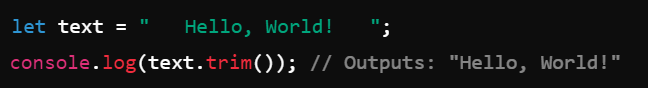 let text = "   Hello, World!   ";
console.log(text.trim()); // Outputs: "Hello, World!"